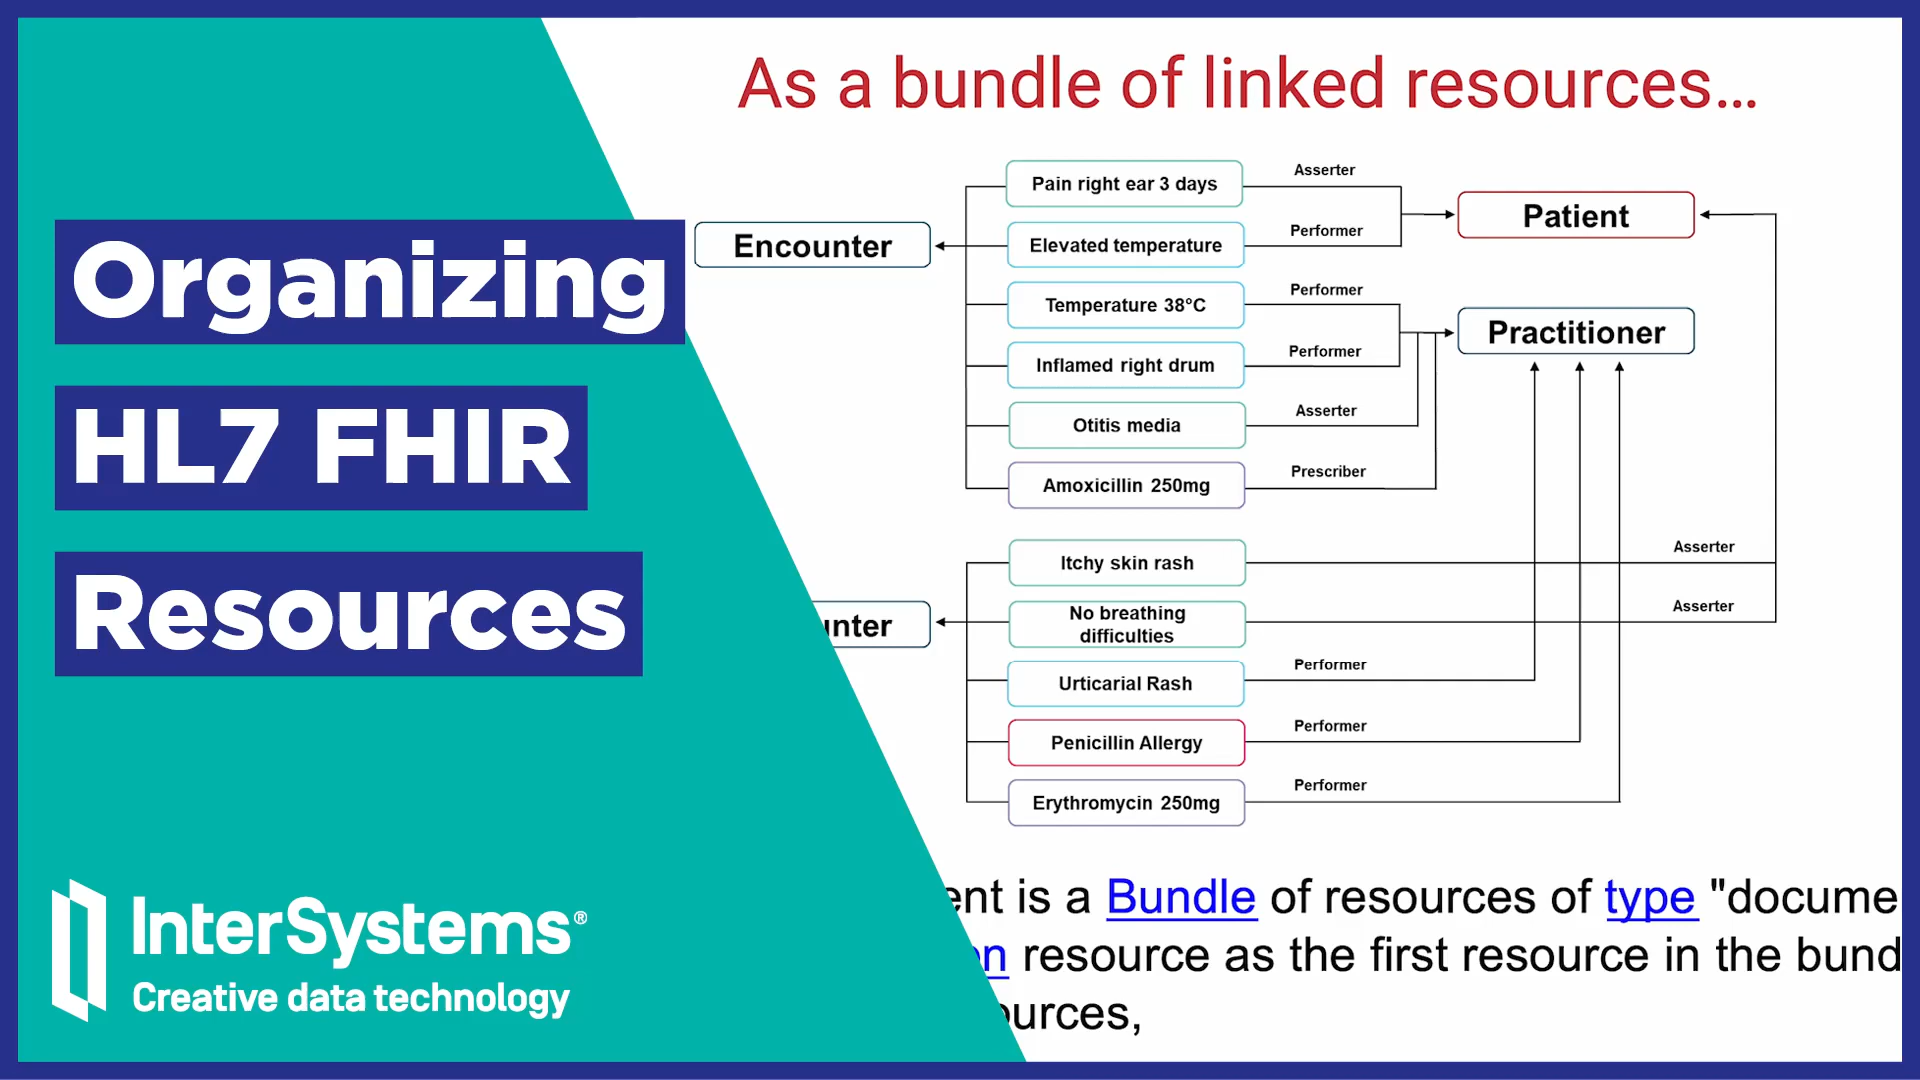 As a bundle of linked resources...
Organizing
HL7 FHIR
Resources
InterSystems®
Creative data technology
Encounter
Pain right ear 3 days
Asserter
Patient
Elevated temperature
Performer
Temperature 38°C
Performer
Practitioner
Inflamed right drum
Performer
Otitis media
Asserter
Amoxicillin 250mg
Prescriber
Itchy skin rash
Asserter
nter
No breathing
difficulties
Asserter
Urticarial Rash
Performer
Penicillin Allergy
Performer
Erythromycin 250mg
Performer
ent is a Bundle of resources of type "docume
on resource as the first resource in the bund
ources,